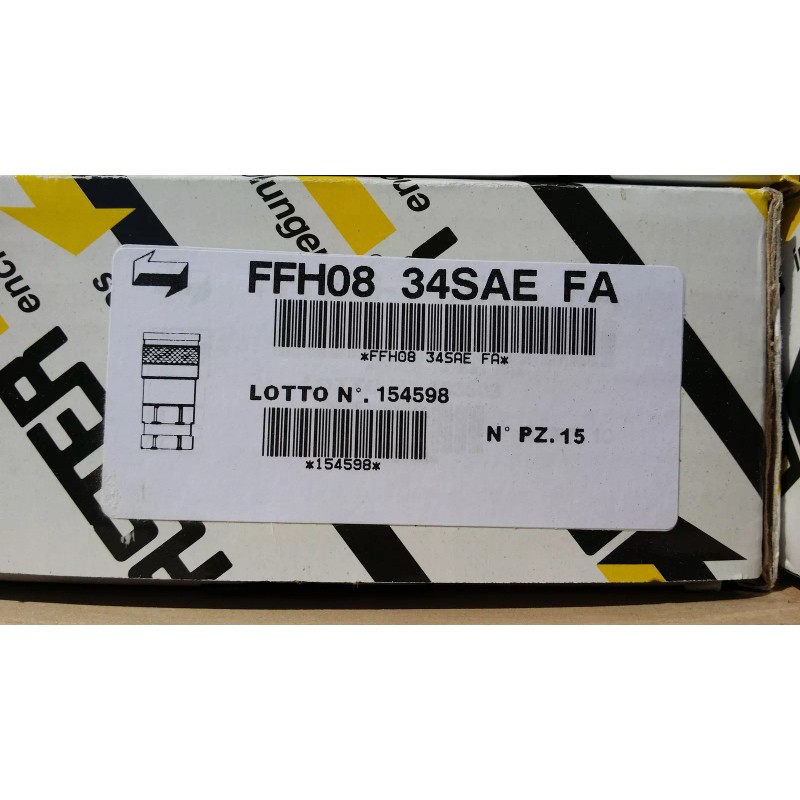 FFH08 34SAE FA
*FFH08 34SAE FA*
LOTTO N°. 154598
*154598*
N° PZ. 15